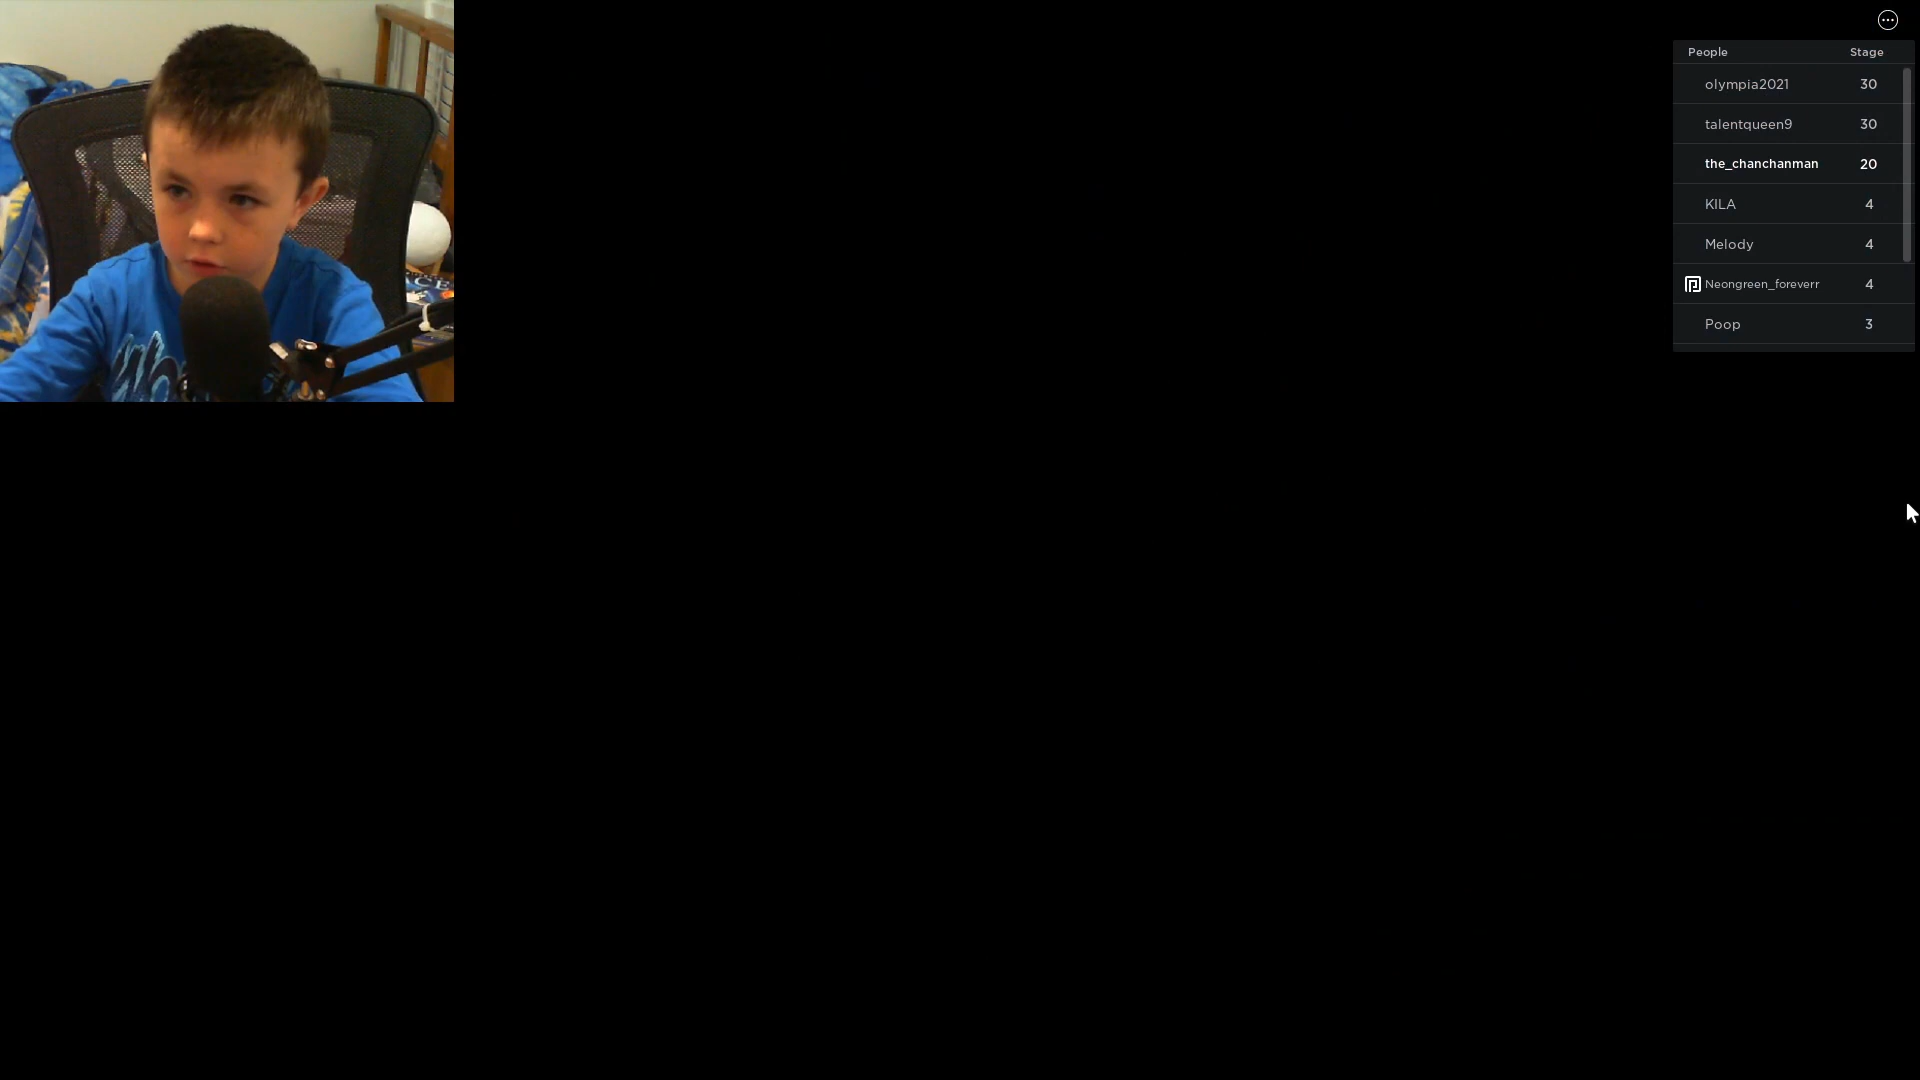 People Stage
olympia2021 30
talentqueen9 30
the_chanchanman 20
KILA 4
Melody 4
Neongreen_foreverr 4
Poop 3